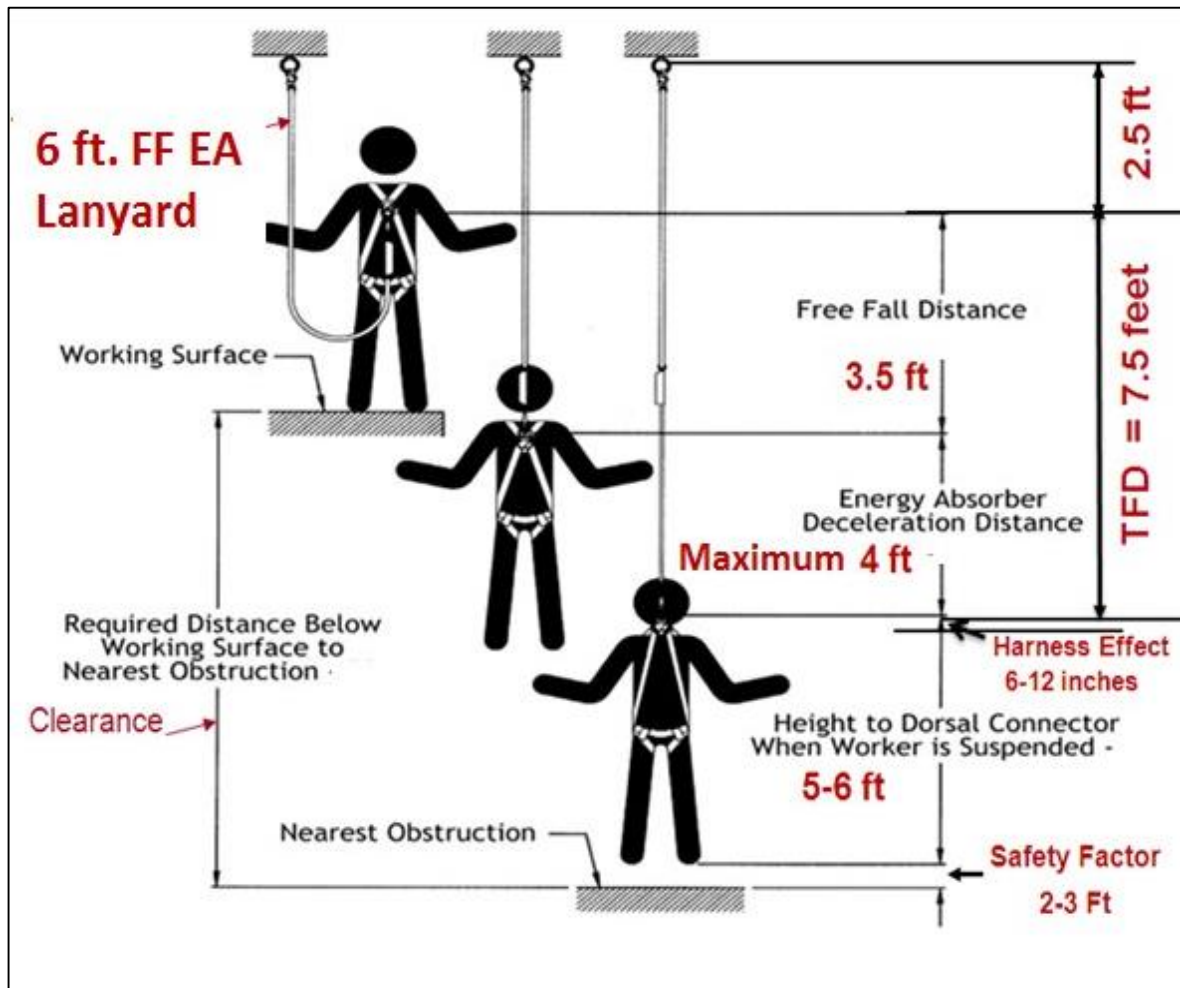 6 ft. FF EA
Lanyard
2.5 ft
Free Fall Distance
3.5 ft
TFD = 7.5 feet
Working Surface
Energy Absorber
Deceleration Distance
Maximum 4 ft
Required Distance Below
Working Surface to
Nearest Obstruction -
Clearance
Harness Effect
6-12 inches
Height to Dorsal Connector
When Worker is Suspended -
5-6 ft
Nearest Obstruction
Safety Factor
2-3 Ft